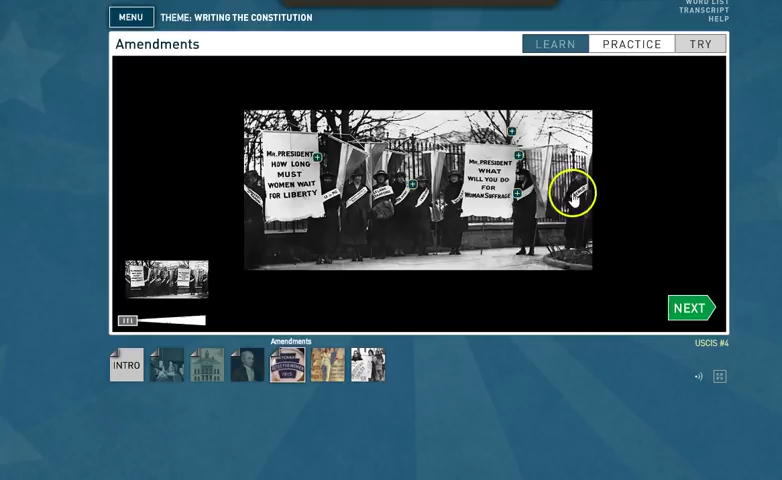 WORD LIST
TRANSCRIPT
HELP
MENU
THEME: WRITING THE CONSTITUTION
Amendments
LEARN
PRACTICE
TRY
MR. PRESIDENT
HOW LONG
MUST
WOMEN WAIT
FOR LIBERTY
MR. PRESIDENT
WHAT
WILL YOU DO
FOR
WOMAN SUFFRAGE
NEXT
Amendments
USCIS #4
INTRO
1915